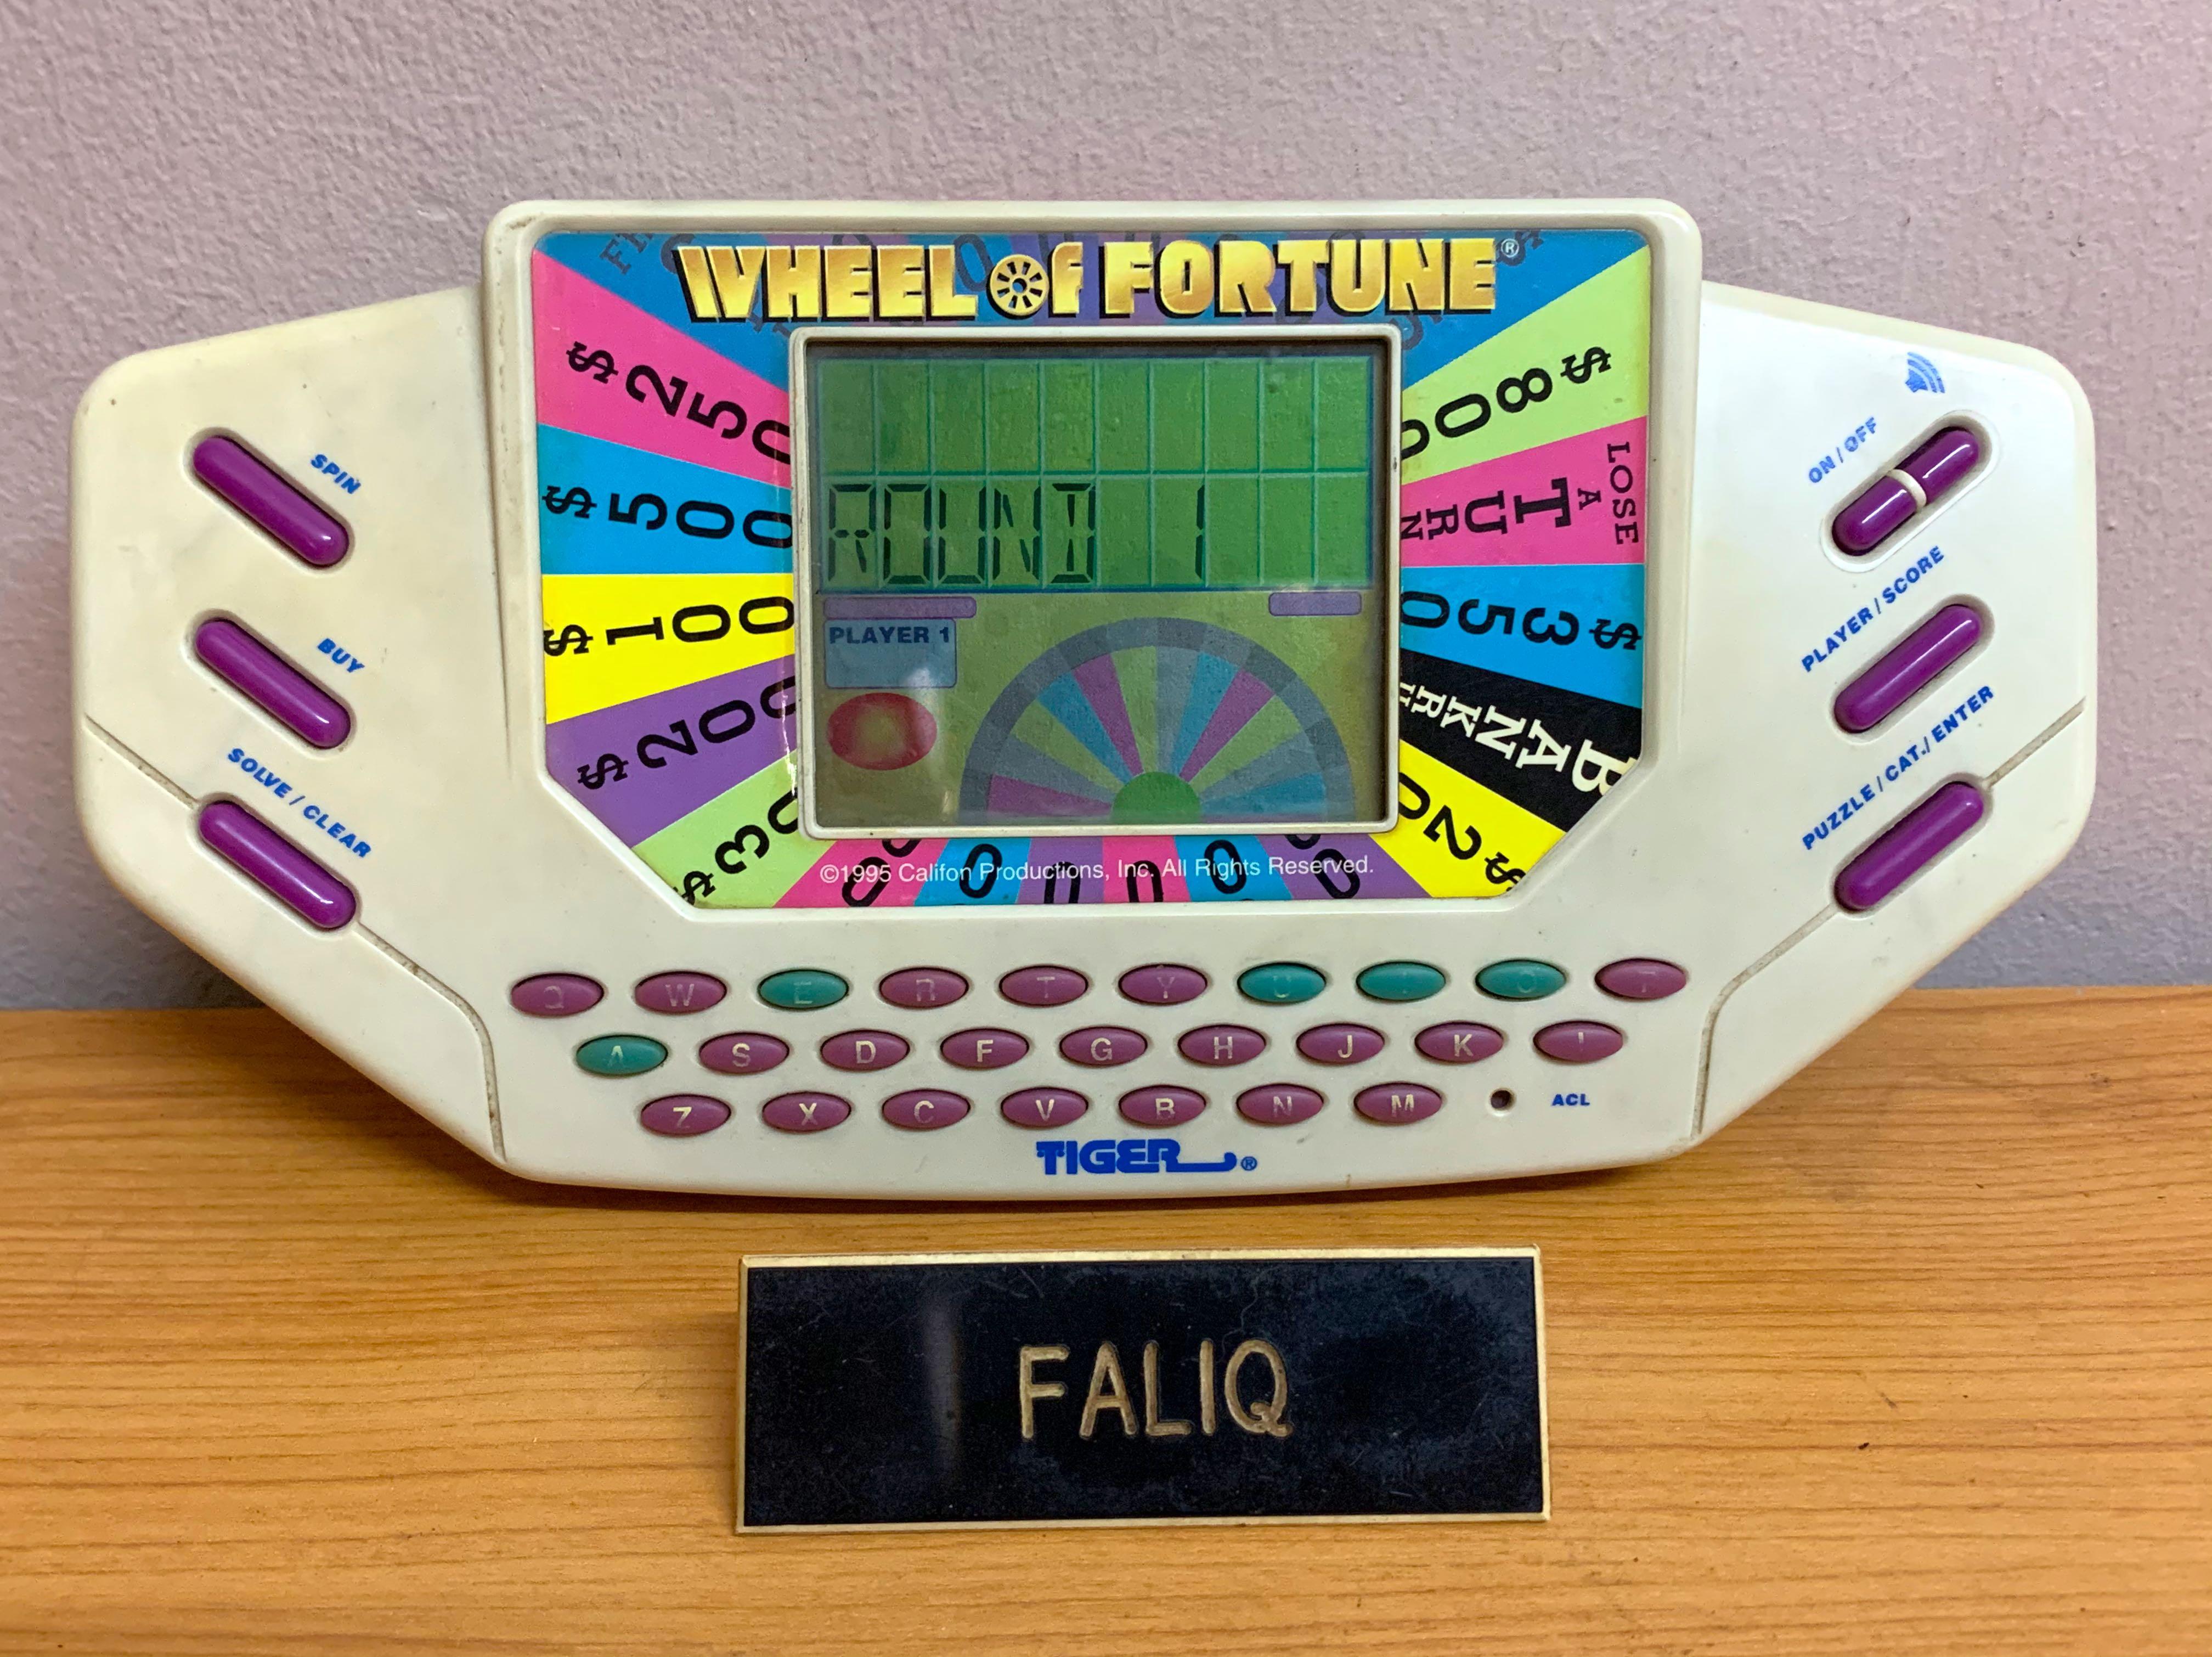 WHEEL OF FORTUNE®
$250
$500
$100
$200
$300
$800
LOSE A TURN
$350
BANKRUPT
ROUND 1
PLAYER 1
©1995 Califon Productions, Inc. All Rights Reserved.
SPIN
BUY
SOLVE / CLEAR
ON / OFF
PLAYER / SCORE
PUZZLE / CAT. / ENTER
Q W E R T Y U O
A S D F G H J K
Z X C V B N M ACL
TIGER®
FALIQ